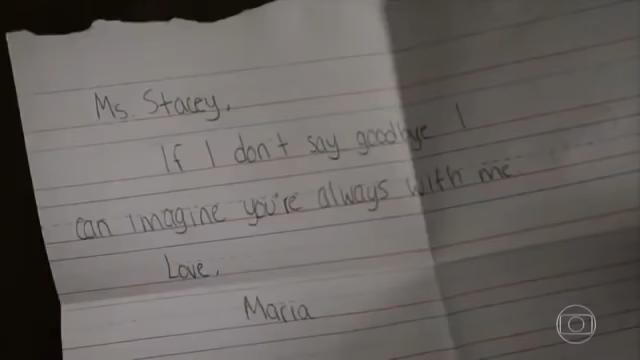 Ms. Stacey,
If I don't say goodbye I
can imagine you're always with me.
Love,
Maria